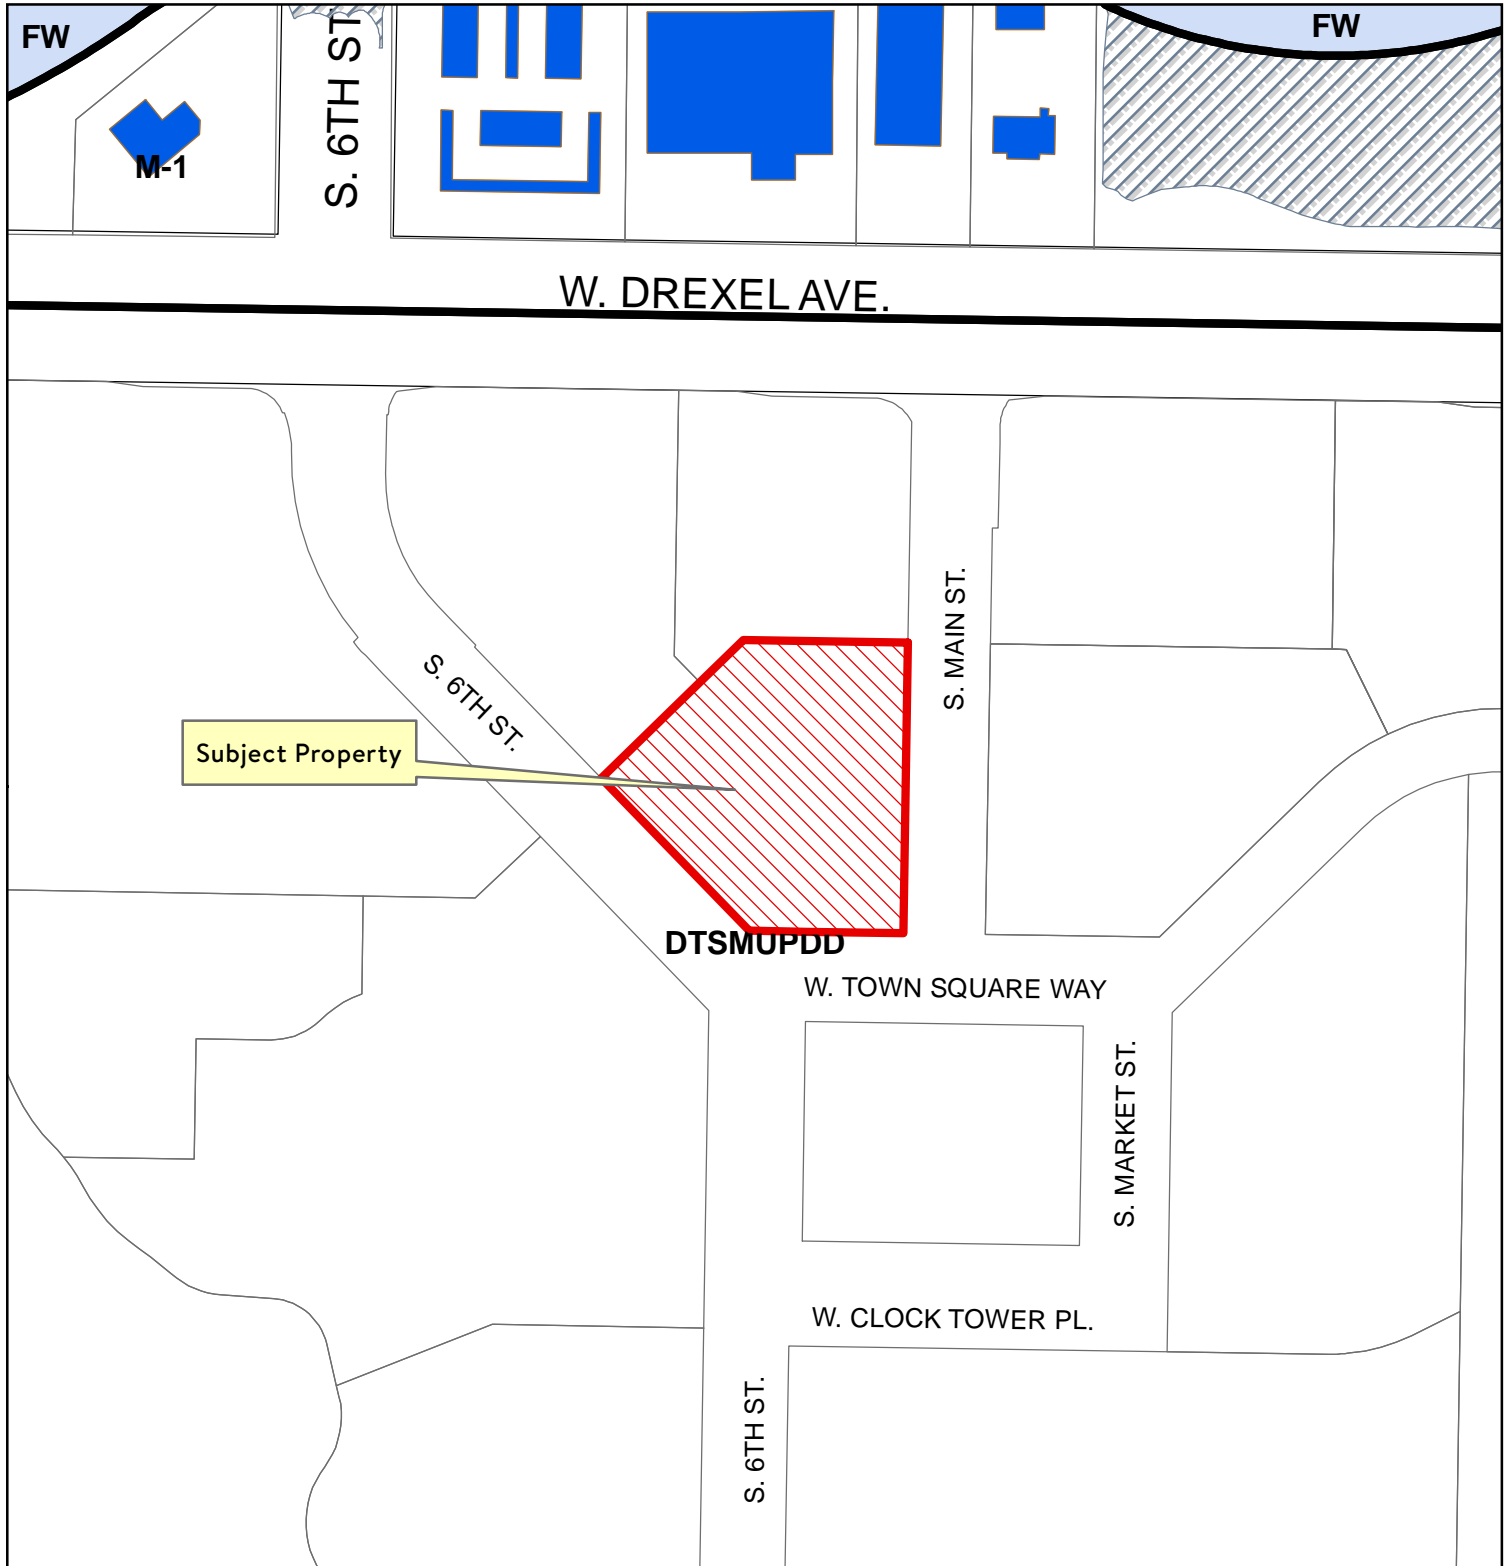 FW
FW
S. 6TH ST.
M-1
W. DREXEL AVE.
S. MAIN ST.
S. 6TH ST.
Subject Property
DTSMUPDD
W. TOWN SQUARE WAY
S. MARKET ST.
W. CLOCK TOWER PL.
S. 6TH ST.